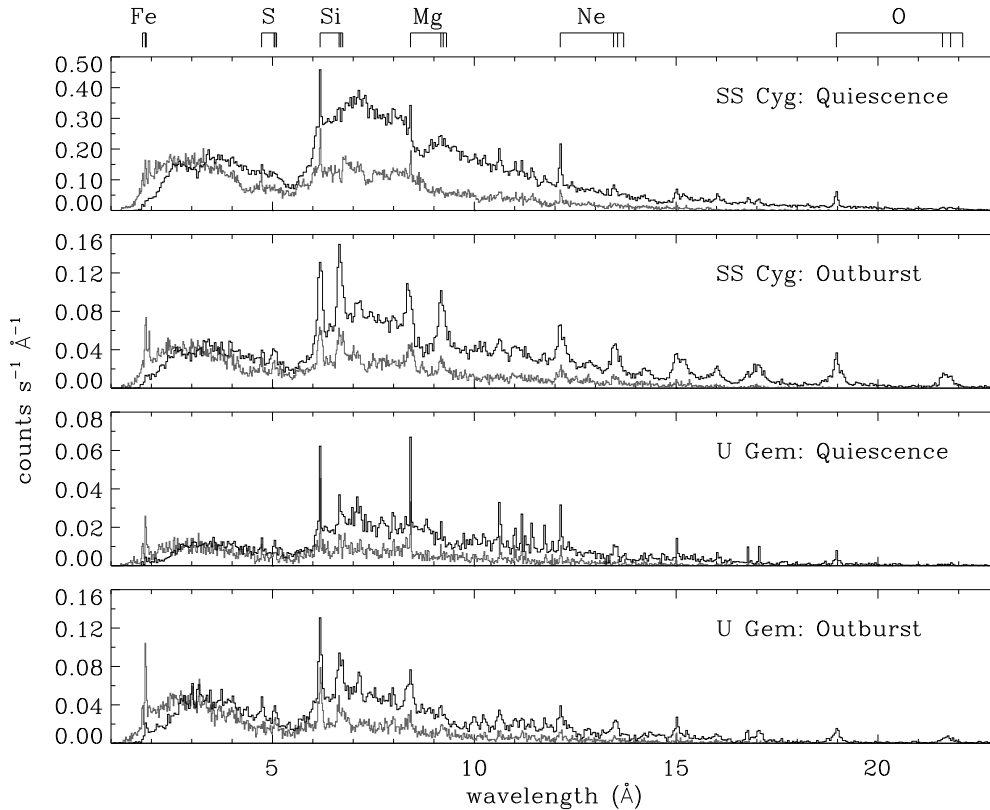 Fe S Si Mg Ne O
0.50
0.40
0.30
0.20
0.10
0.00
SS Cyg: Quiescence
0.16
0.12
0.08
0.04
0.00
SS Cyg: Outburst
0.08
0.06
0.04
0.02
0.00
U Gem: Quiescence
0.16
0.12
0.08
0.04
0.00
U Gem: Outburst
counts s⁻¹ Å⁻¹
5 10 15 20
wavelength (Å)